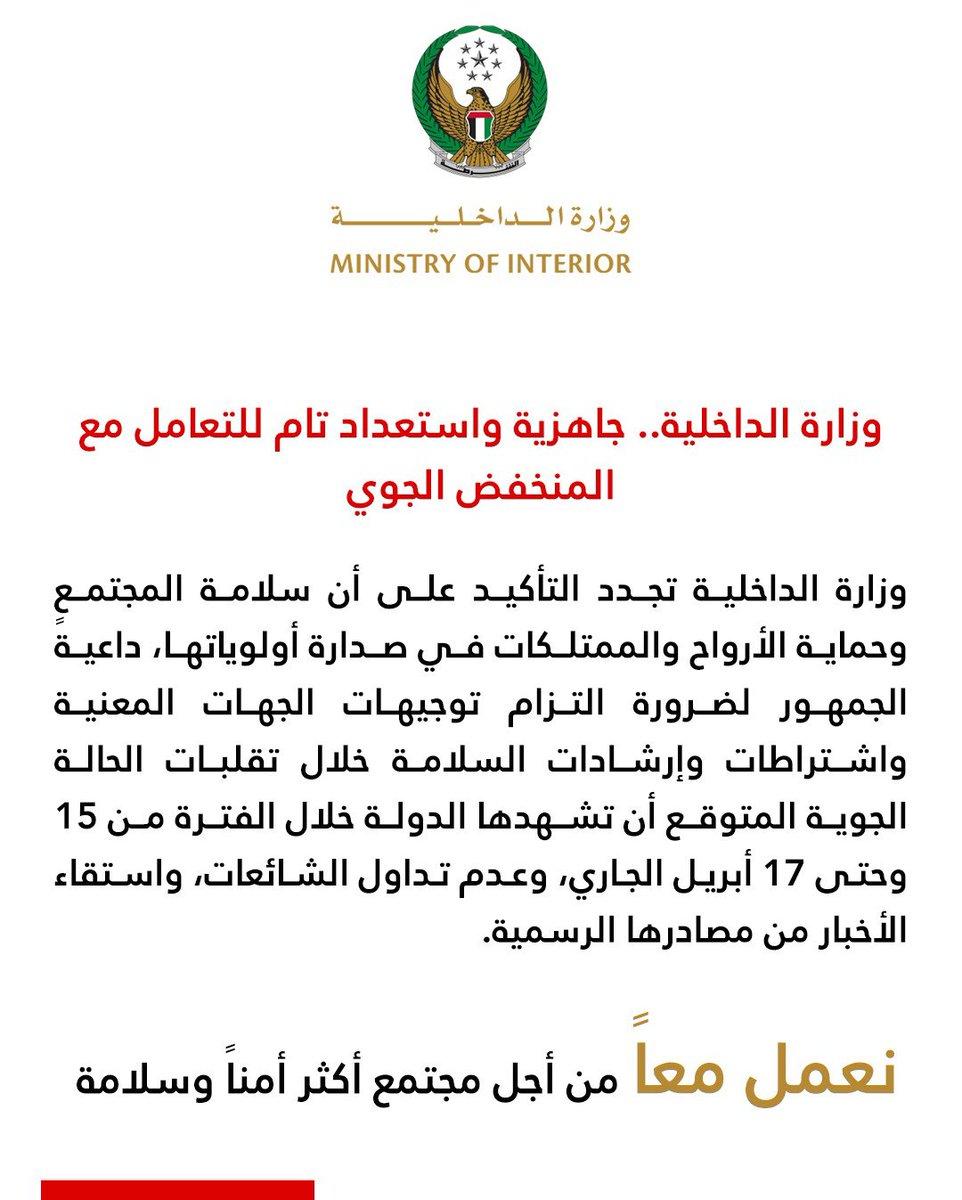 الشرطة
وزارة الداخلية
MINISTRY OF INTERIOR
وزارة الداخلية.. جاهزية واستعداد تام للتعامل مع
المنخفض الجوي
وزارة الداخلية تجدد التأكيد على أن سلامة المجتمع
وحماية الأرواح والممتلكات في صدارة أولوياتها، داعيةً
الجمهور لضرورة التزام توجيهات الجهات المعنية
واشتراطات وإرشادات السلامة خلال تقلبات الحالة
الجوية المتوقع أن تشهدها الدولة خلال الفترة من 15
وحتى 17 أبريل الجاري، وعدم تداول الشائعات، واستقاء
الأخبار من مصادرها الرسمية.
نعمل معاً من أجل مجتمع أكثر أمناً وسلامة